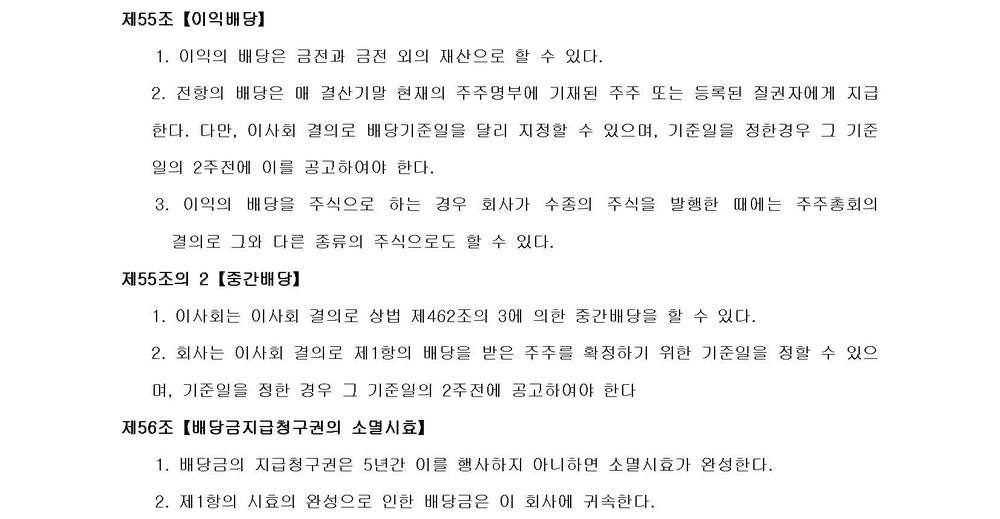 제55조【이익배당】
1. 이익의 배당은 금전과 금전 외의 재산으로 할 수 있다.
2. 전항의 배당은 매 결산기말 현재의 주주명부에 기재된 주주 또는 등록된 질권자에게 지급
한다. 다만, 이사회 결의로 배당기준일을 달리 지정할 수 있으며, 기준일을 정한경우 그 기준
일의 2주전에 이를 공고하여야 한다.
3. 이익의 배당을 주식으로 하는 경우 회사가 수종의 주식을 발행한 때에는 주주총회의
결의로 그와 다른 종류의 주식으로도 할 수 있다.
제55조의 2【중간배당】
1. 이사회는 이사회 결의로 상법 제462조의 3에 의한 중간배당을 할 수 있다.
2. 회사는 이사회 결의로 제1항의 배당을 받은 주주를 확정하기 위한 기준일을 정할 수 있으
며, 기준일을 정한 경우 그 기준일의 2주전에 공고하여야 한다
제56조【배당금지급청구권의 소멸시효】
1. 배당금의 지급청구권은 5년간 이를 행사하지 아니하면 소멸시효가 완성한다.
2. 제1항의 시효의 완성으로 인한 배당금은 이 회사에 귀속한다.